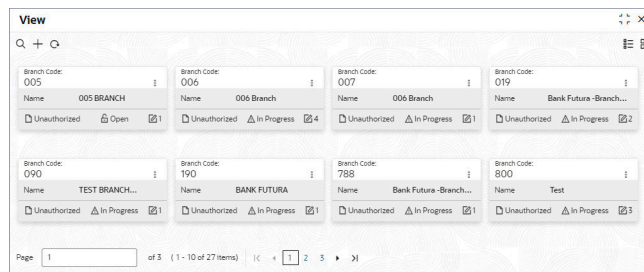 View
Branch Code:
005
Name 005 BRANCH
Unauthorized Open 1
Branch Code:
006
Name 006 Branch
Unauthorized In Progress 4
Branch Code:
007
Name 006 Branch
Unauthorized In Progress 1
Branch Code:
019
Name Bank Futura -Branch...
Unauthorized In Progress 2
Branch Code:
090
Name TEST BRANCH...
Unauthorized In Progress 1
Branch Code:
190
Name BANK FUTURA
Unauthorized In Progress 1
Branch Code:
788
Name Bank Futura -Branch...
Unauthorized In Progress 1
Branch Code:
800
Name Test
Unauthorized In Progress 3
Page 1 of 3 (1 - 10 of 27 items) 1 2 3